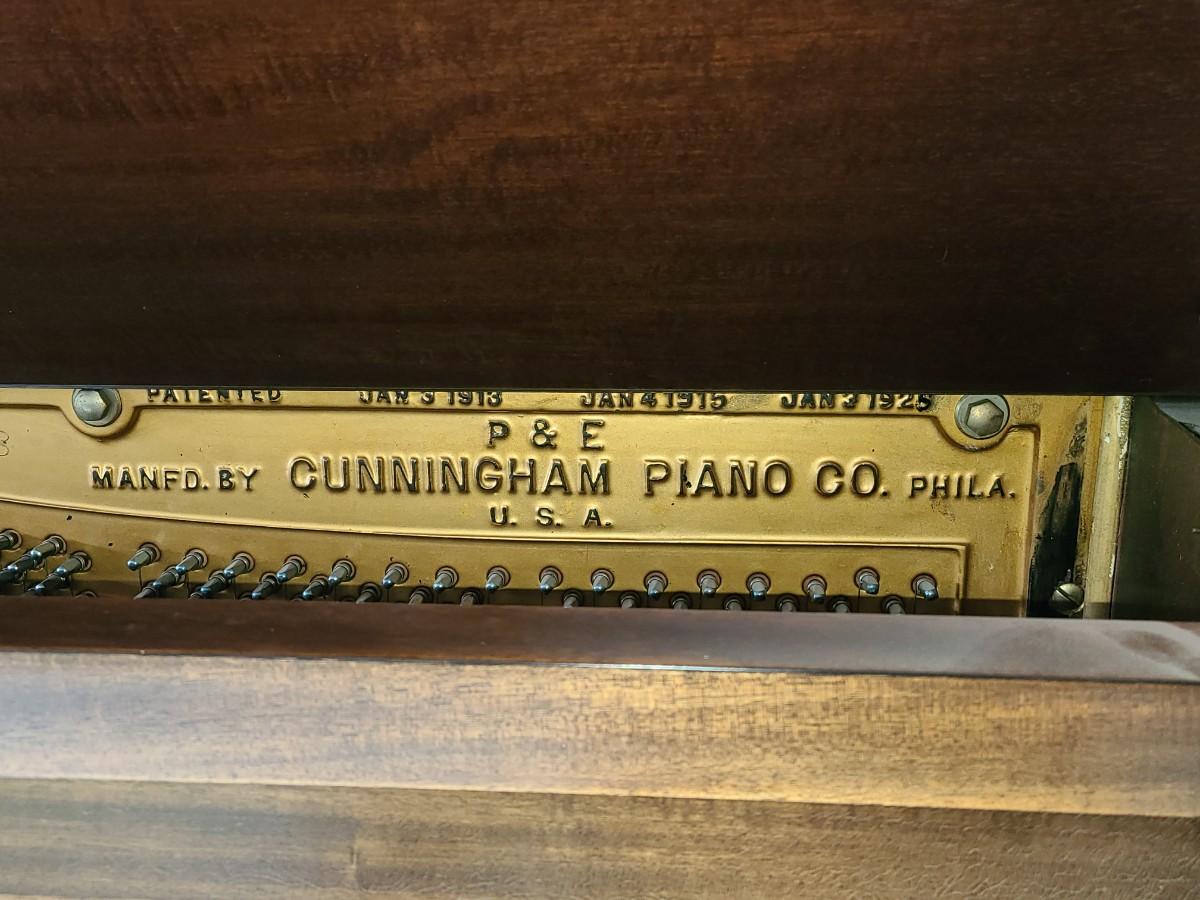 PATENTED JAN 3 1913 JAN 4 1915 JAN 3 1925
P & E
MANFD. BY CUNNINGHAM PIANO CO. PHILA.
U. S. A.